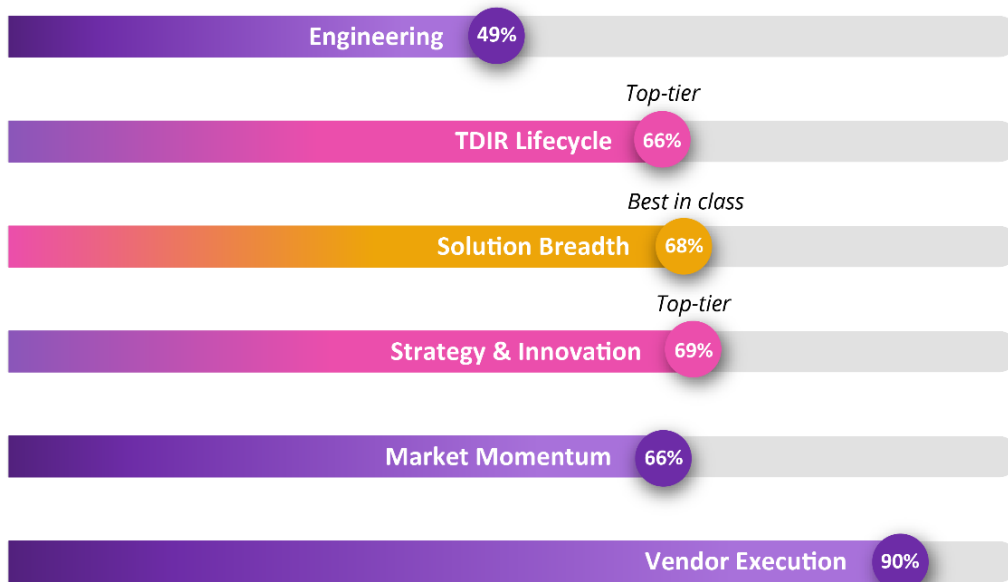 Engineering 49%
Top-tier
TDIR Lifecycle 66%
Best in class
Solution Breadth 68%
Top-tier
Strategy & Innovation 69%
Market Momentum 66%
Vendor Execution 90%